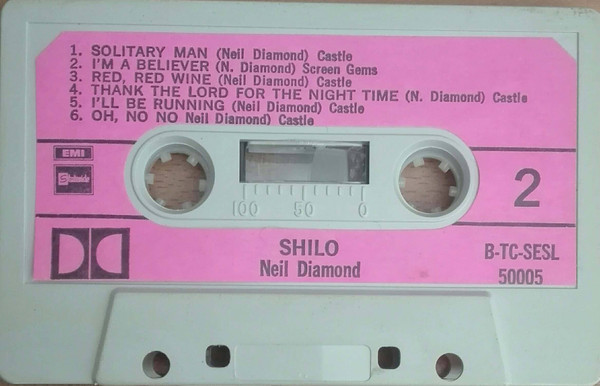 1. SOLITARY MAN (Neil Diamond) Castle
2. I'M A BELIEVER (N. Diamond) Screen Gems
3. RED, RED WINE (Neil Diamond) Castle
4. THANK THE LORD FOR THE NIGHT TIME (N. Diamond) Castle
5. I'LL BE RUNNING (Neil Diamond) Castle
6. OH, NO NO Neil Diamond) Castle
EMI
Stateside
2
100 50 0
SHILO
Neil Diamond
B-TC-SESL
50005